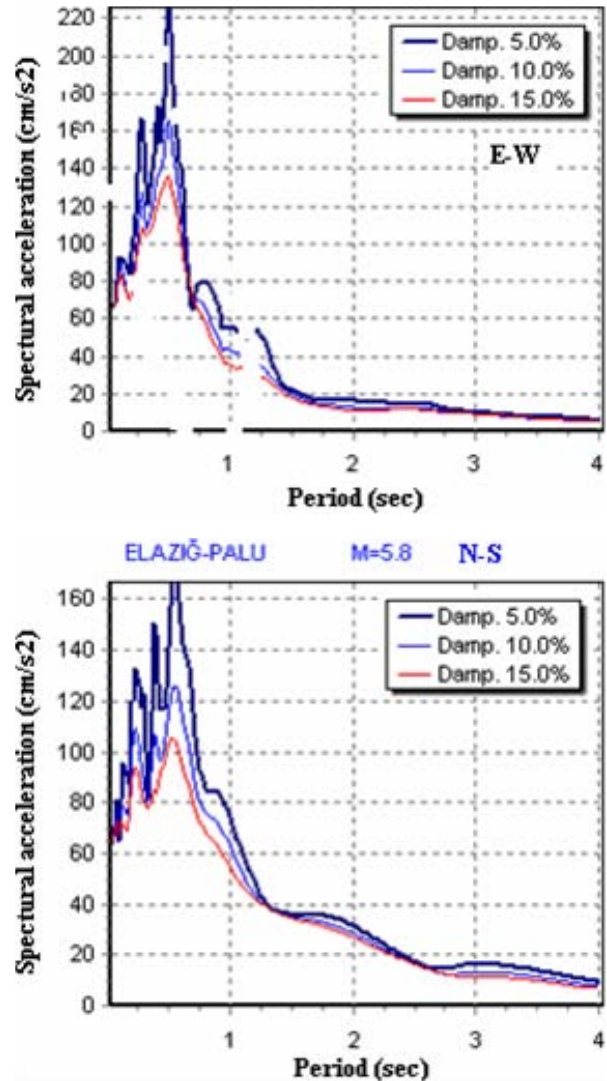 Spectral acceleration (cm/s2)
220
200
180
160
140
120
100
80
60
40
20
0
Damp. 5.0%
Damp. 10.0%
Damp. 15.0%
E-W
1
2
3
4
Period (sec)
ELAZIĞ-PALU M=5.8 N-S
Spectral acceleration (cm/s2)
160
140
120
100
80
60
40
20
0
Damp. 5.0%
Damp. 10.0%
Damp. 15.0%
1
2
3
4
Period (sec)